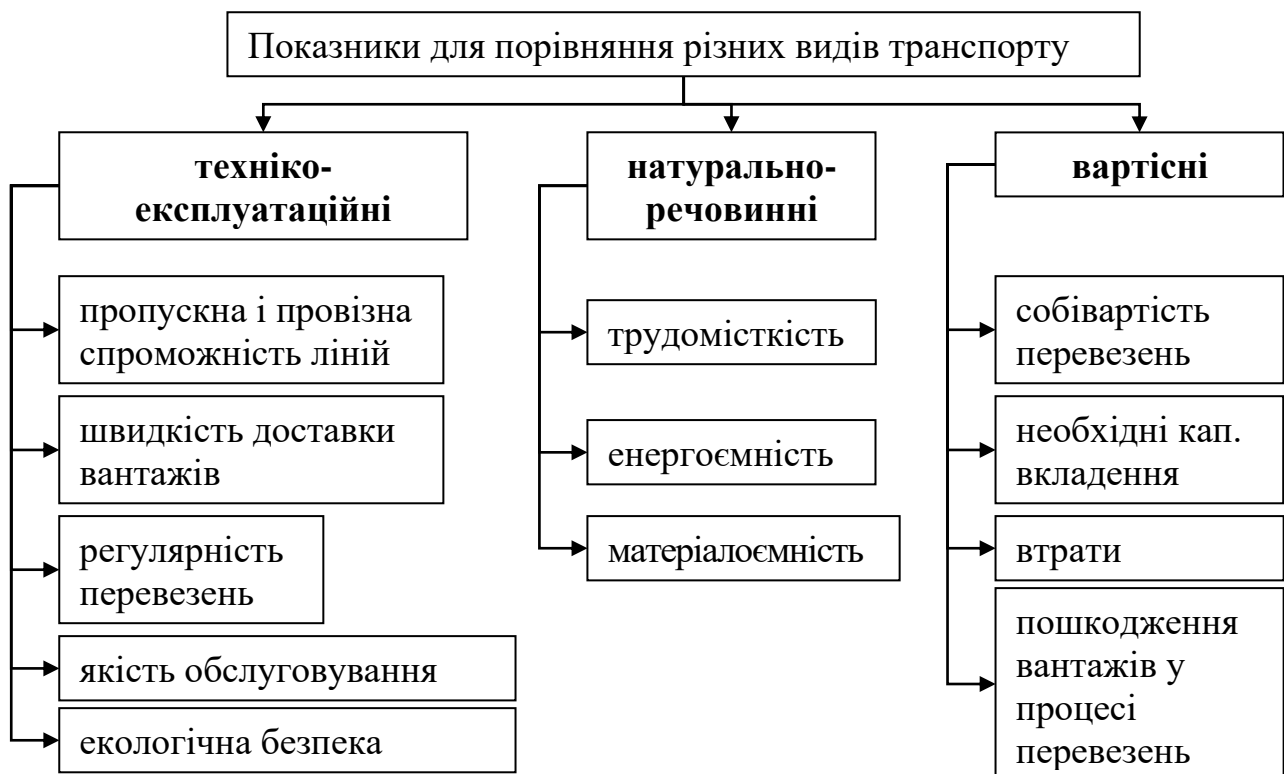 Показники для порівняння різних видів транспорту
техніко-
експлуатаційні
пропускна і провізна
спроможність ліній
швидкість доставки
вантажів
регулярність
перевезень
якість обслуговування
екологічна безпека
натурально-
речовинні
трудомісткість
енергоємність
матеріалоємність
вартісні
собівартість
перевезень
необхідні кап.
вкладення
втрати
пошкодження
вантажів у
процесі
перевезень